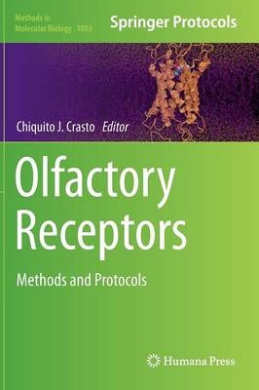 Methods in
Molecular Biology 1003
Springer Protocols
Chiquito J. Crasto Editor
Olfactory
Receptors
Methods and Protocols
Humana Press